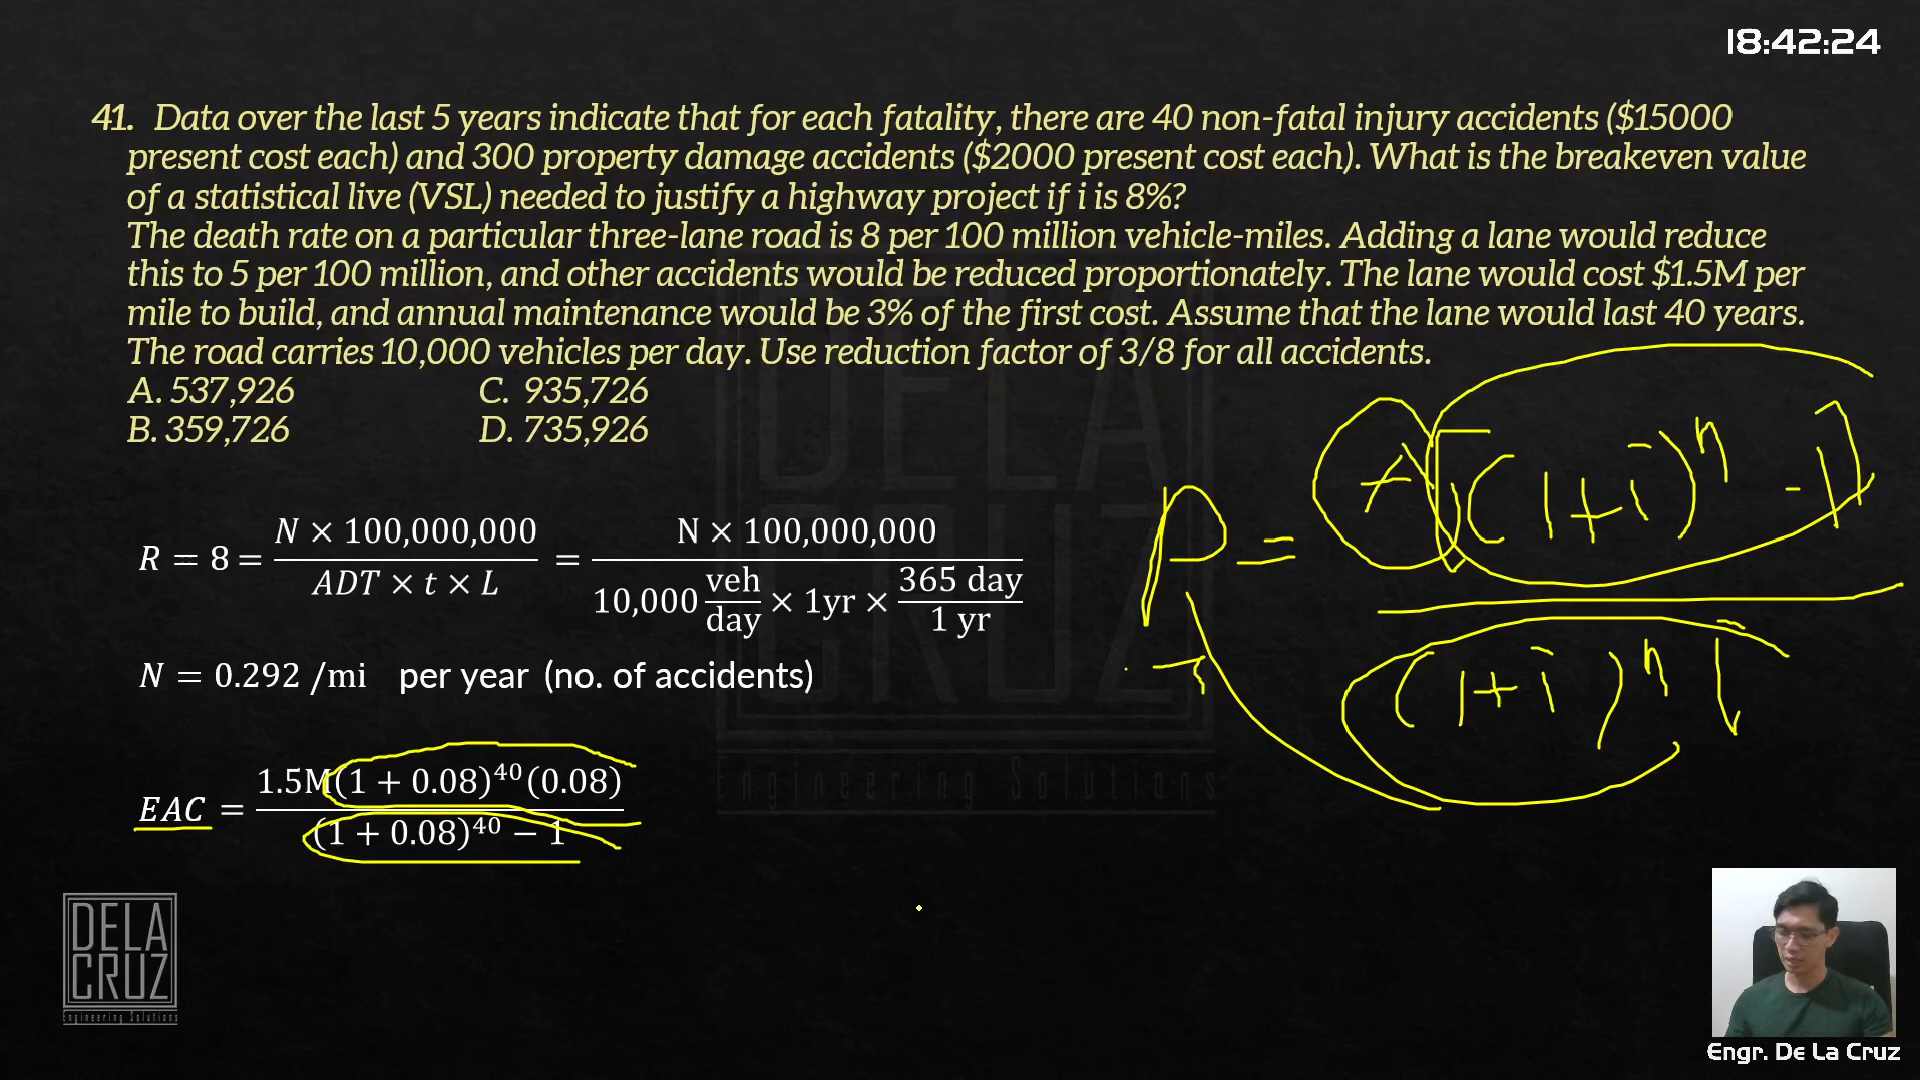 18:42:24
41. Data over the last 5 years indicate that for each fatality, there are 40 non-fatal injury accidents ($15000
present cost each) and 300 property damage accidents ($2000 present cost each). What is the breakeven value
of a statistical live (VSL) needed to justify a highway project if i is 8%?
The death rate on a particular three-lane road is 8 per 100 million vehicle-miles. Adding a lane would reduce
this to 5 per 100 million, and other accidents would be reduced proportionately. The lane would cost $1.5M per
mile to build, and annual maintenance would be 3% of the first cost. Assume that the lane would last 40 years.
The road carries 10,000 vehicles per day. Use reduction factor of 3/8 for all accidents.
A. 537,926 C. 935,726
B. 359,726 D. 735,926
R = 8 = N × 100,000,000 / ADT × t × L = N × 100,000,000 / 10,000 veh/day × 1yr × 365 day/1 yr
P = A[(1+i)^n - 1] / (1+i)^n i
N = 0.292 /mi per year (no. of accidents)
EAC = 1.5M(1 + 0.08)^40(0.08) / (1 + 0.08)^40 − 1
DELA CRUZ
Engineering Solutions
DELA
CRUZ
Engineering Solutions
Engr. De La Cruz